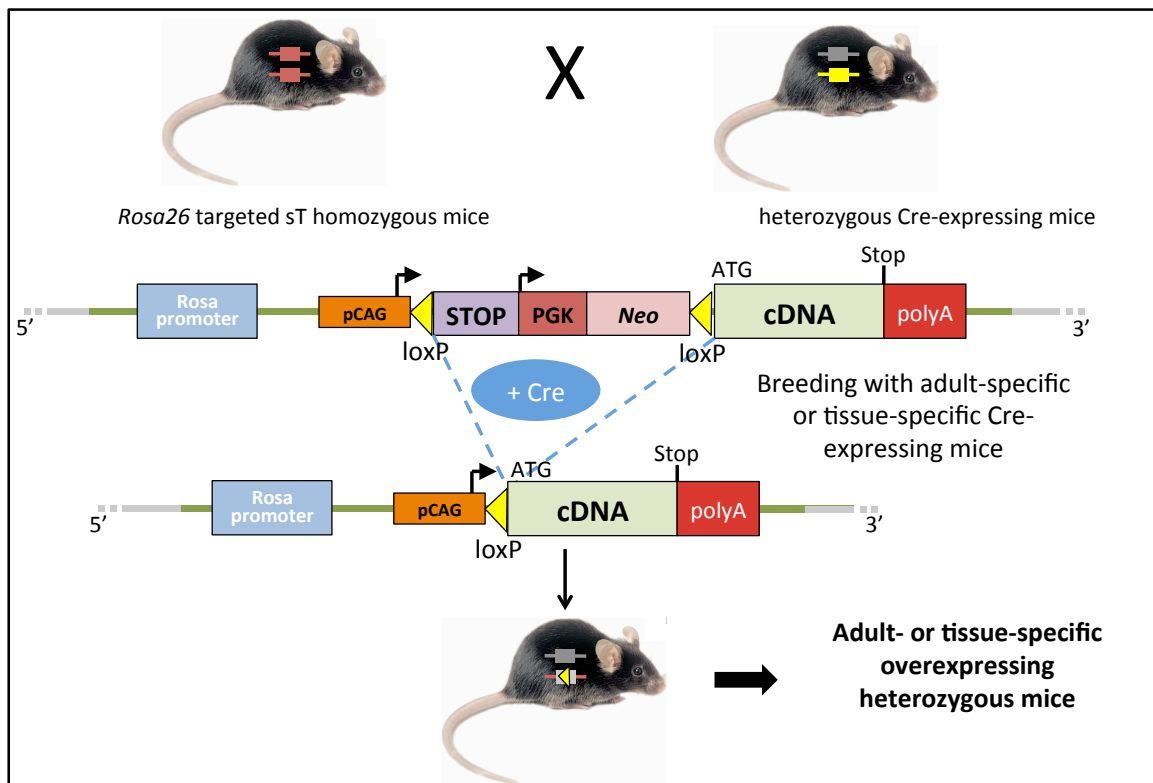 X
Rosa26 targeted sT homozygous mice
heterozygous Cre-expressing mice
Stop
ATG
Rosa
promoter
pCAG
STOP
PGK
Neo
cDNA
polyA
5’
3’
loxP
loxP
+ Cre
Breeding with adult-specific
or tissue-specific Cre-
expressing mice
Stop
ATG
Rosa
promoter
pCAG
cDNA
polyA
5’
3’
loxP
Adult- or tissue-specific
overexpressing
heterozygous mice